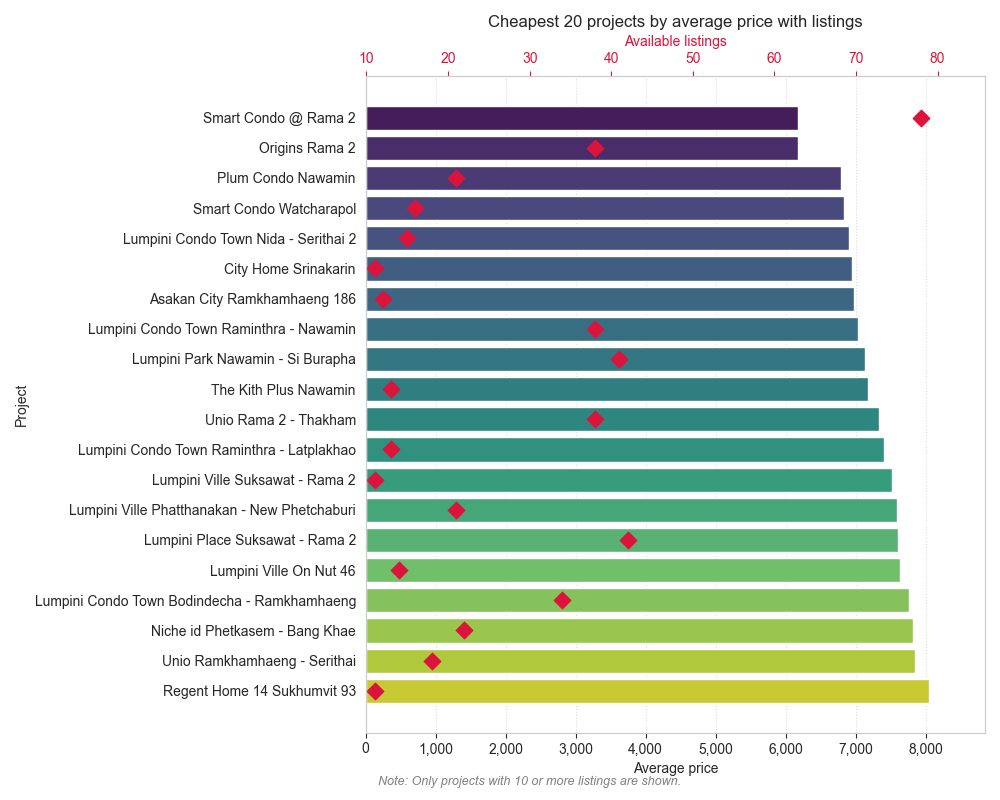 Cheapest 20 projects by average price with listings
Available listings
10 20 30 40 50 60 70 80
Smart Condo @ Rama 2
Origins Rama 2
Plum Condo Nawamin
Smart Condo Watcharapol
Lumpini Condo Town Nida - Serithai 2
City Home Srinakarin
Asakan City Ramkhamhaeng 186
Lumpini Condo Town Raminthra - Nawamin
Lumpini Park Nawamin - Si Burapha
The Kith Plus Nawamin
Unio Rama 2 - Thakham
Lumpini Condo Town Raminthra - Latplakhao
Lumpini Ville Suksawat - Rama 2
Lumpini Ville Phatthanakan - New Phetchaburi
Lumpini Place Suksawat - Rama 2
Lumpini Ville On Nut 46
Lumpini Condo Town Bodindecha - Ramkhamhaeng
Niche id Phetkasem - Bang Khae
Unio Ramkhamhaeng - Serithai
Regent Home 14 Sukhumvit 93
Project
0 1,000 2,000 3,000 4,000 5,000 6,000 7,000 8,000
Average price
Note: Only projects with 10 or more listings are shown.